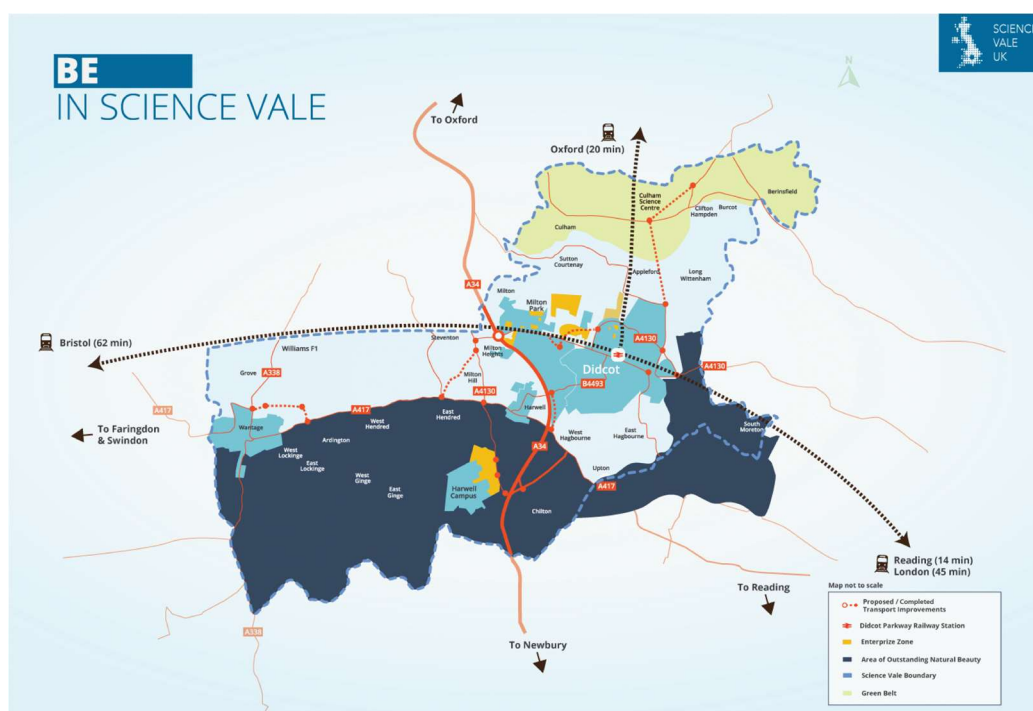 BE
IN SCIENCE VALE
SCIENCE
VALE
UK
N
To Oxford
Oxford (20 min)
Culham
Science
Centre
Berinsfield
Clifton
Hampden
Burcot
Culham
Sutton
Courtenay
Appleford
Long
Wittenham
A34
Milton
Milton
Park
Bristol (62 min)
Williams F1
Steventon
Milton
Heights
A4130
Didcot
A4130
Grove
A338
Milton
Hill
A4130
B4493
A417
A417
East
Hendred
Harwell
Wantage
West
Hendred
West
Hagbourne
East
Hagbourne
South
Moreton
To Faringdon
& Swindon
Ardington
A34
West
Lockinge
East
Lockinge
Upton
West
Ginge
East
Ginge
Harwell
Campus
A417
Chilton
Reading (14 min)
London (45 min)
To Reading
To Newbury
A338
Map not to scale
Proposed / Completed
Transport Improvements
Didcot Parkway Railway Station
Enterprize Zone
Area of Outstanding Natural Beauty
Science Vale Boundary
Green Belt